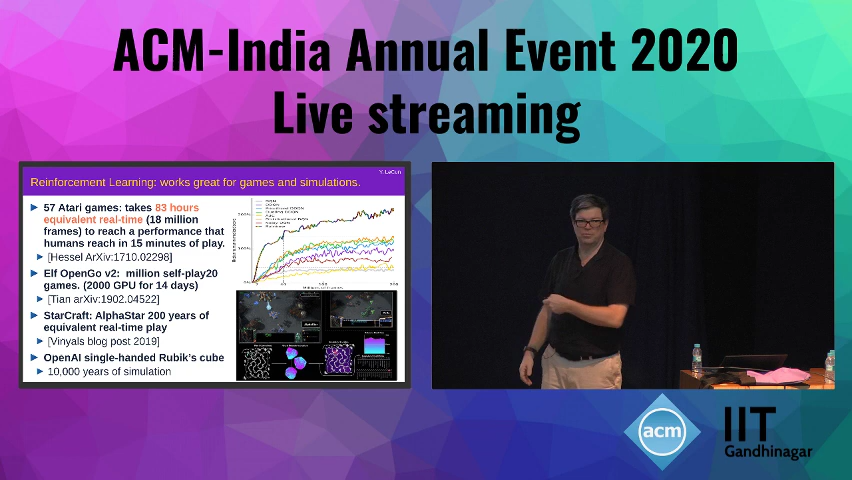 ACM-India Annual Event 2020
Live streaming
Y. LeCun
Reinforcement Learning: works great for games and simulations.
57 Atari games: takes 83 hours
equivalent real-time (18 million
frames) to reach a performance that
humans reach in 15 minutes of play.
[Hessel ArXiv:1710.02298]
Elf OpenGo v2: million self-play20
games. (2000 GPU for 14 days)
[Tian arXiv:1902.04522]
StarCraft: AlphaStar 200 years of
equivalent real-time play
[Vinyals blog post 2019]
OpenAI single-handed Rubik's cube
10,000 years of simulation
acm
IIT
Gandhinagar